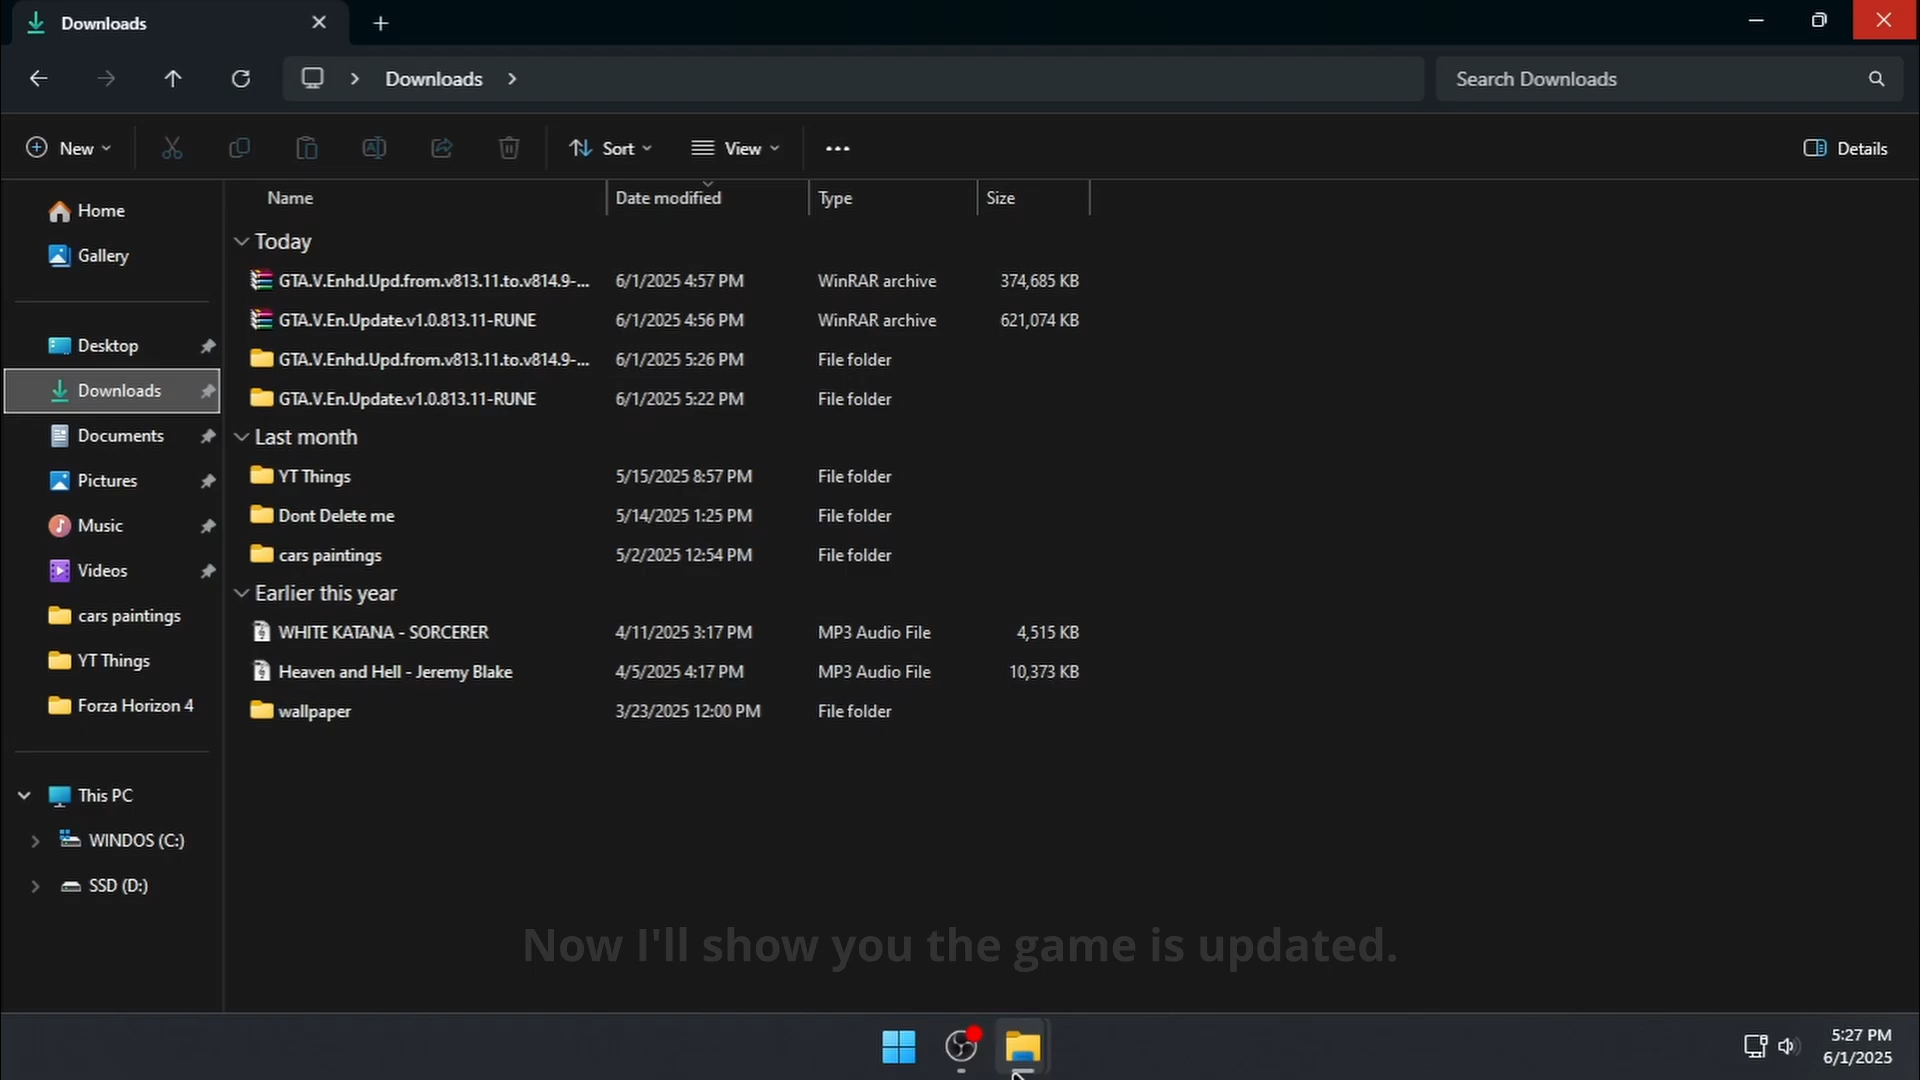 Downloads
Downloads
Search Downloads
New
Sort
View
Details
Name Date modified Type Size
Home
Gallery
Desktop
Downloads
Documents
Pictures
Music
Videos
cars paintings
YT Things
Forza Horizon 4
This PC
WINDOS (C:)
SSD (D:)
Today
GTA.V.Enhd.Upd.from.v813.11.to.v814.9-... 6/1/2025 4:57 PM WinRAR archive 374,685 KB
GTA.V.En.Update.v1.0.813.11-RUNE 6/1/2025 4:56 PM WinRAR archive 621,074 KB
GTA.V.Enhd.Upd.from.v813.11.to.v814.9-... 6/1/2025 5:26 PM File folder
GTA.V.En.Update.v1.0.813.11-RUNE 6/1/2025 5:22 PM File folder
Last month
YT Things 5/15/2025 8:57 PM File folder
Dont Delete me 5/14/2025 1:25 PM File folder
cars paintings 5/2/2025 12:54 PM File folder
Earlier this year
WHITE KATANA - SORCERER 4/11/2025 3:17 PM MP3 Audio File 4,515 KB
Heaven and Hell - Jeremy Blake 4/5/2025 4:17 PM MP3 Audio File 10,373 KB
wallpaper 3/23/2025 12:00 PM File folder
Now I'll show you the game is updated.
5:27 PM
6/1/2025